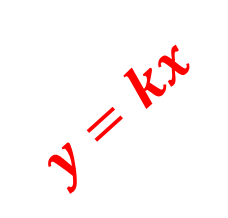 y = kx